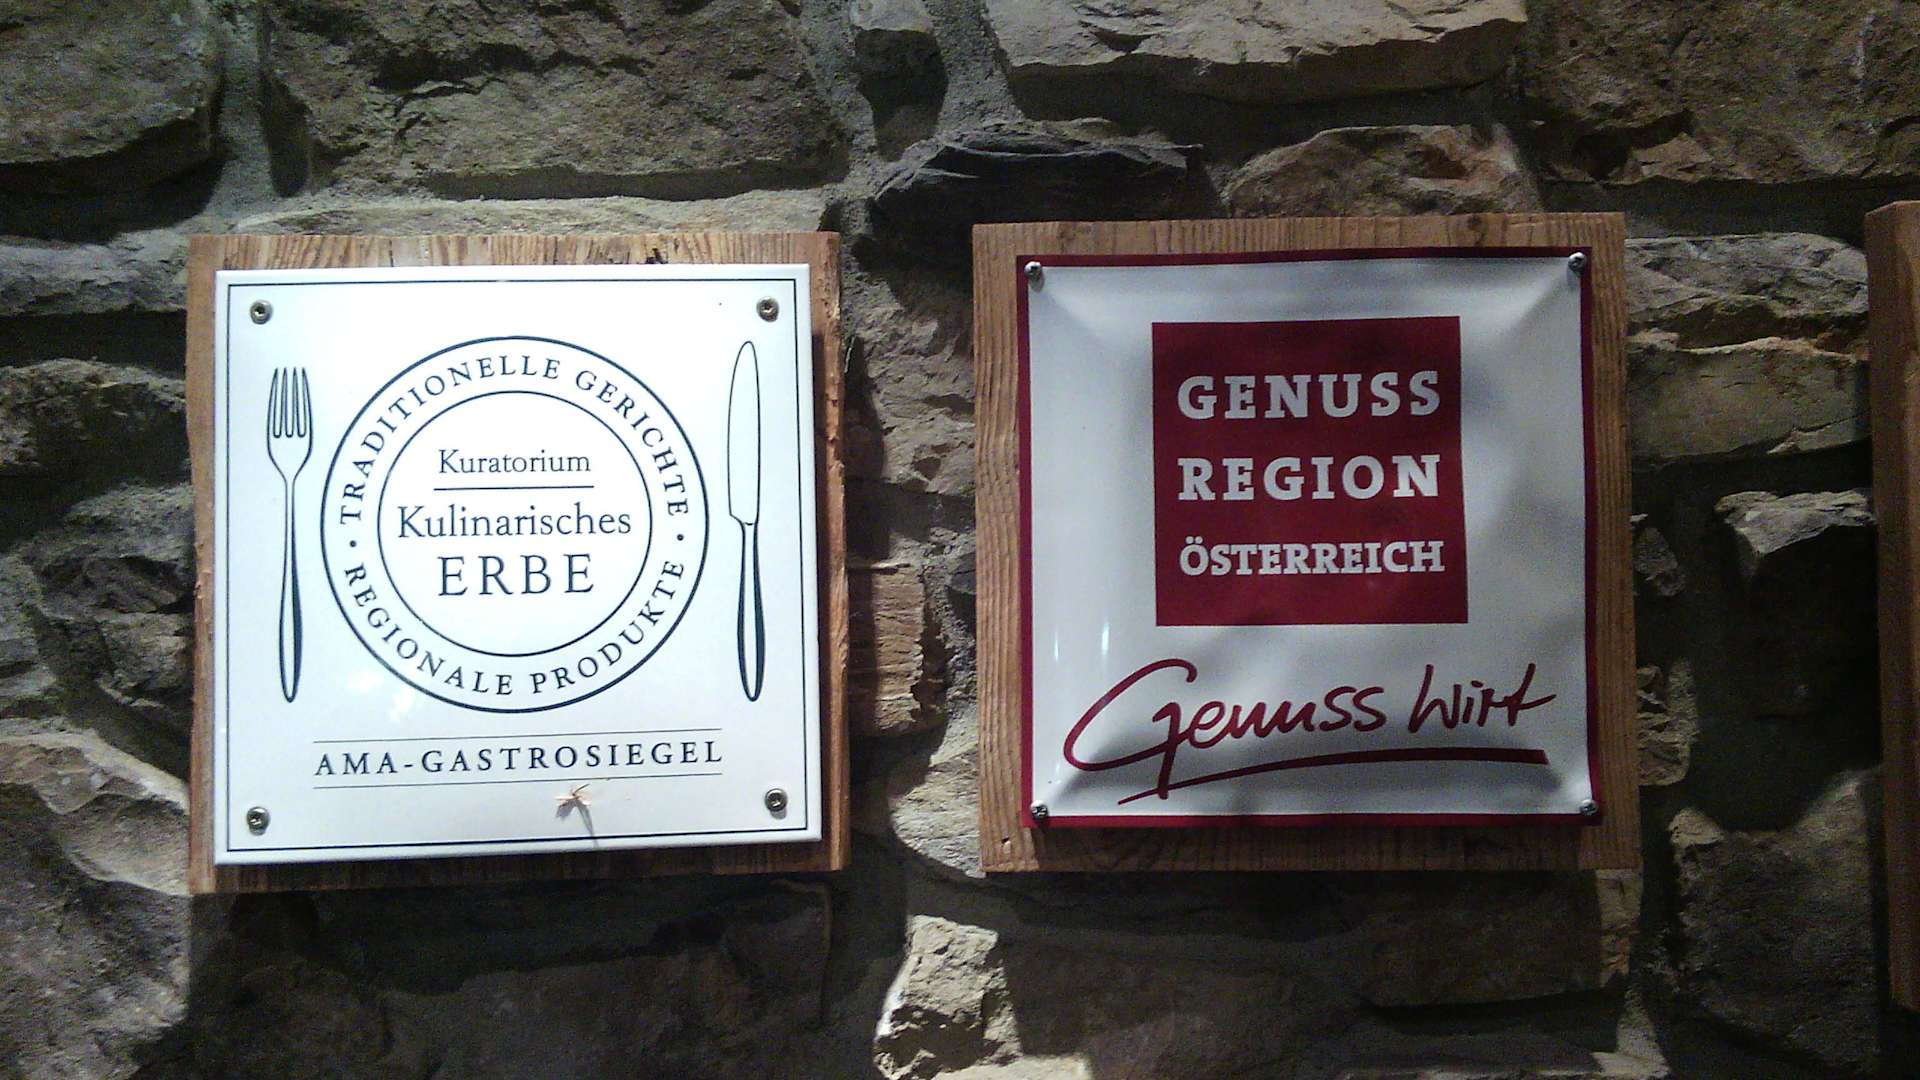 TRADITIONELLE GERICHTE
Kuratorium
Kulinarisches
ERBE
REGIONALE PRODUKTE
AMA-GASTROSIEGEL
GENUSS
REGION
ÖSTERREICH
Genuss Wirt